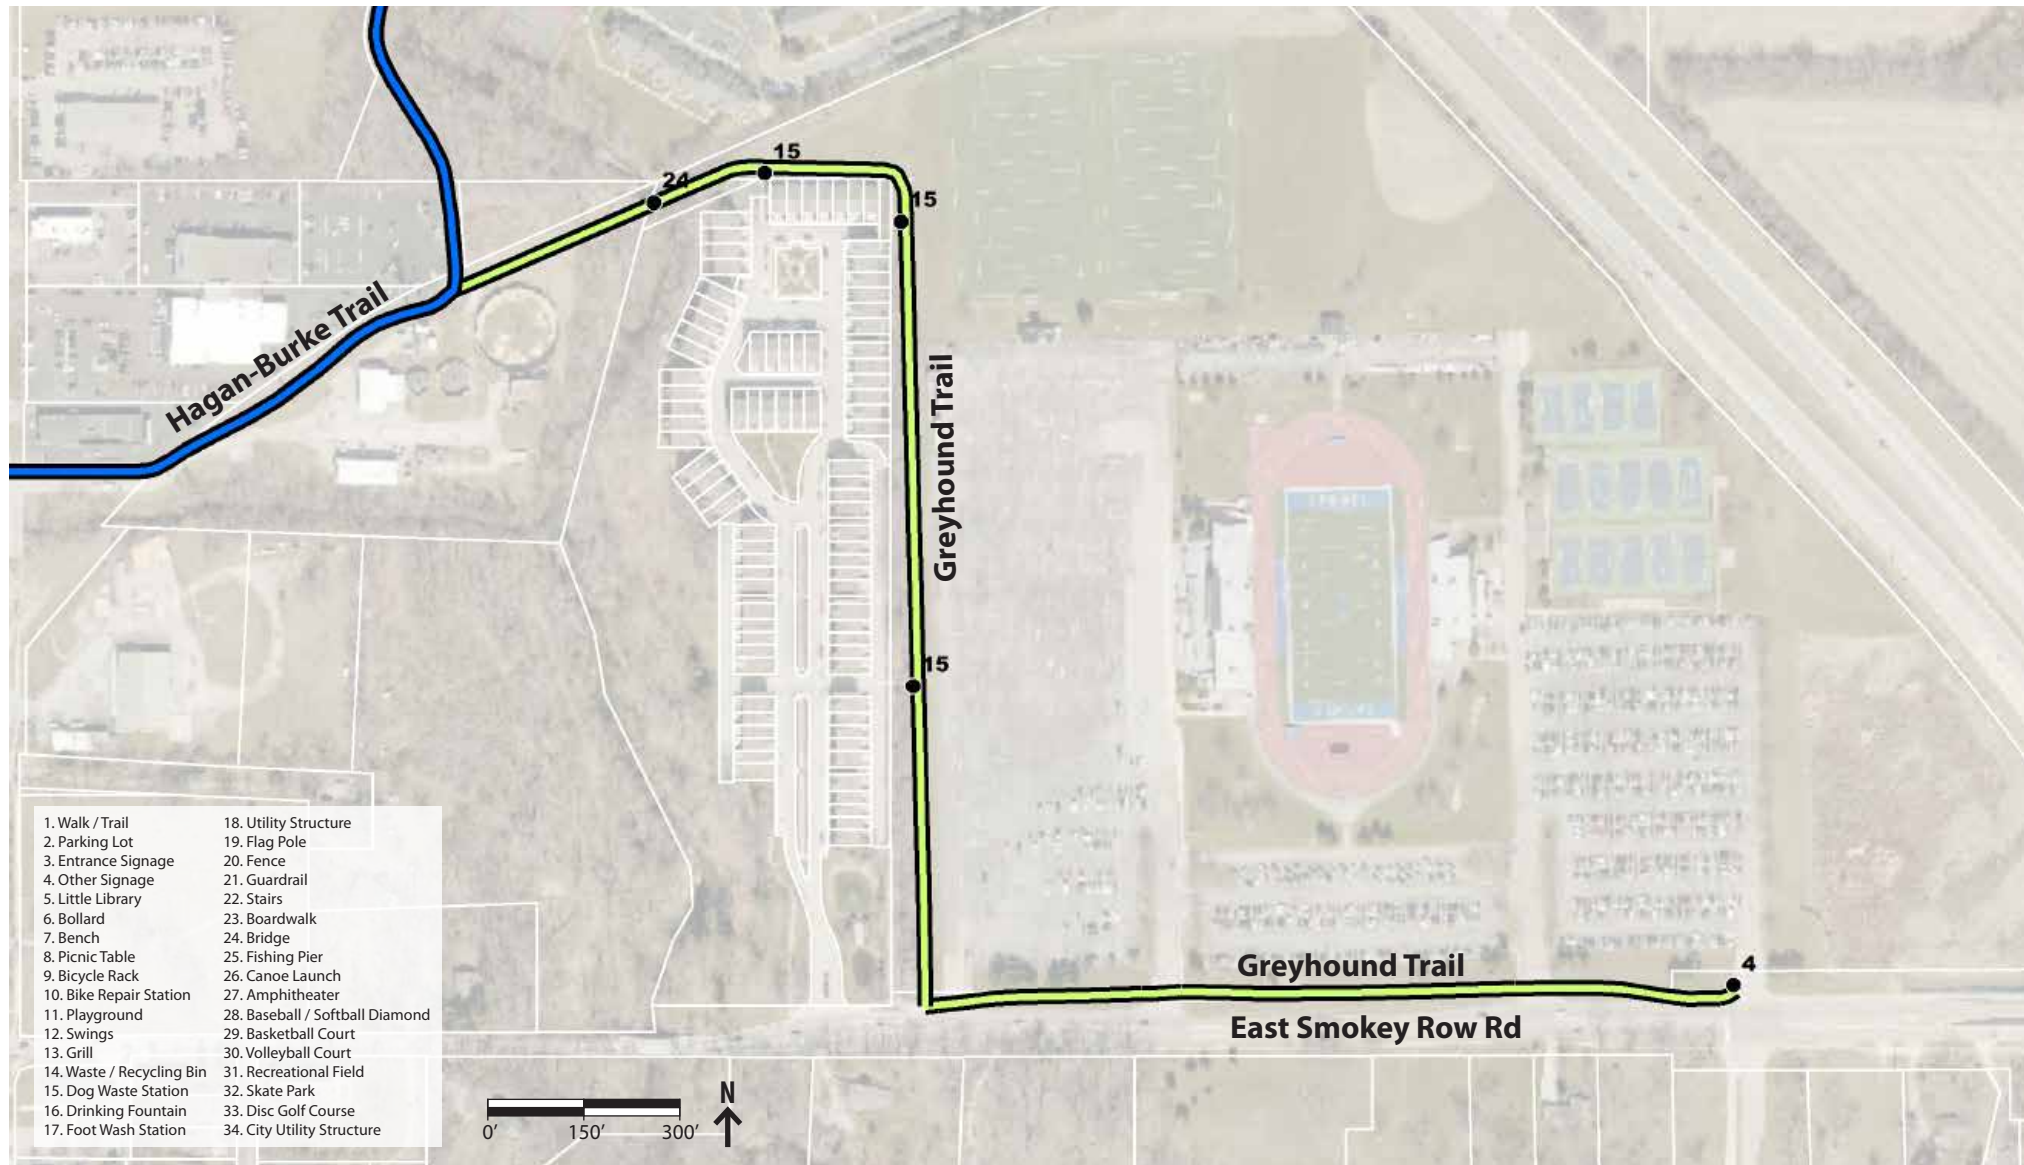 15
24
15
Hagan-Burke Trail
Greyhound Trail
15
Greyhound Trail
4
East Smokey Row Rd
1. Walk / Trail
2. Parking Lot
3. Entrance Signage
4. Other Signage
5. Little Library
6. Bollard
7. Bench
8. Picnic Table
9. Bicycle Rack
10. Bike Repair Station
11. Playground
12. Swings
13. Grill
14. Waste / Recycling Bin
15. Dog Waste Station
16. Drinking Fountain
17. Foot Wash Station
18. Utility Structure
19. Flag Pole
20. Fence
21. Guardrail
22. Stairs
23. Boardwalk
24. Bridge
25. Fishing Pier
26. Canoe Launch
27. Amphitheater
28. Baseball / Softball Diamond
29. Basketball Court
30. Volleyball Court
31. Recreational Field
32. Skate Park
33. Disc Golf Course
34. City Utility Structure
0' 150' 300'
N